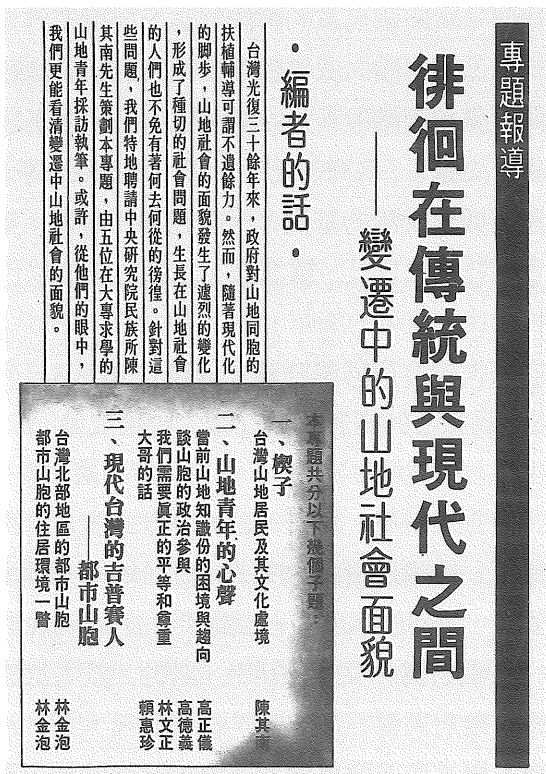 專題報導
徘徊在傳統與現代之間
——變遷中的山地社會面貌
・編者的話・
台灣光復三十餘年來,政府對山地同胞的
扶植輔導可謂不遺餘力。然而,隨著現代化
的脚步,山地社會的面貌發生了遽烈的變化
,形成了種切的社會問題,生長在山地社會
的人們也不免有著何去何從的徬徨。針對這
些問題,我們特地聘請中央研究院民族所陳
其南先生策劃本專題,由五位在大專求學的
山地青年採訪執筆。或許,從他們的眼中,
我們更能看清變遷中山地社會的面貌。
本專題共分以下幾個子題:
一、楔子
台灣山地居民及其文化處境 陳其南
二、山地青年的心聲
當前山地知識份的困境與趨向 高正儀
談山胞的政治參與 高德義
我們需要眞正的平等和尊重 林文正
大哥的話 賴惠珍
三、現代台灣的吉普賽人
——都市山胞
台灣北部地區的都市山胞 林金泡
都市山胞的住居環境一瞥 林金泡